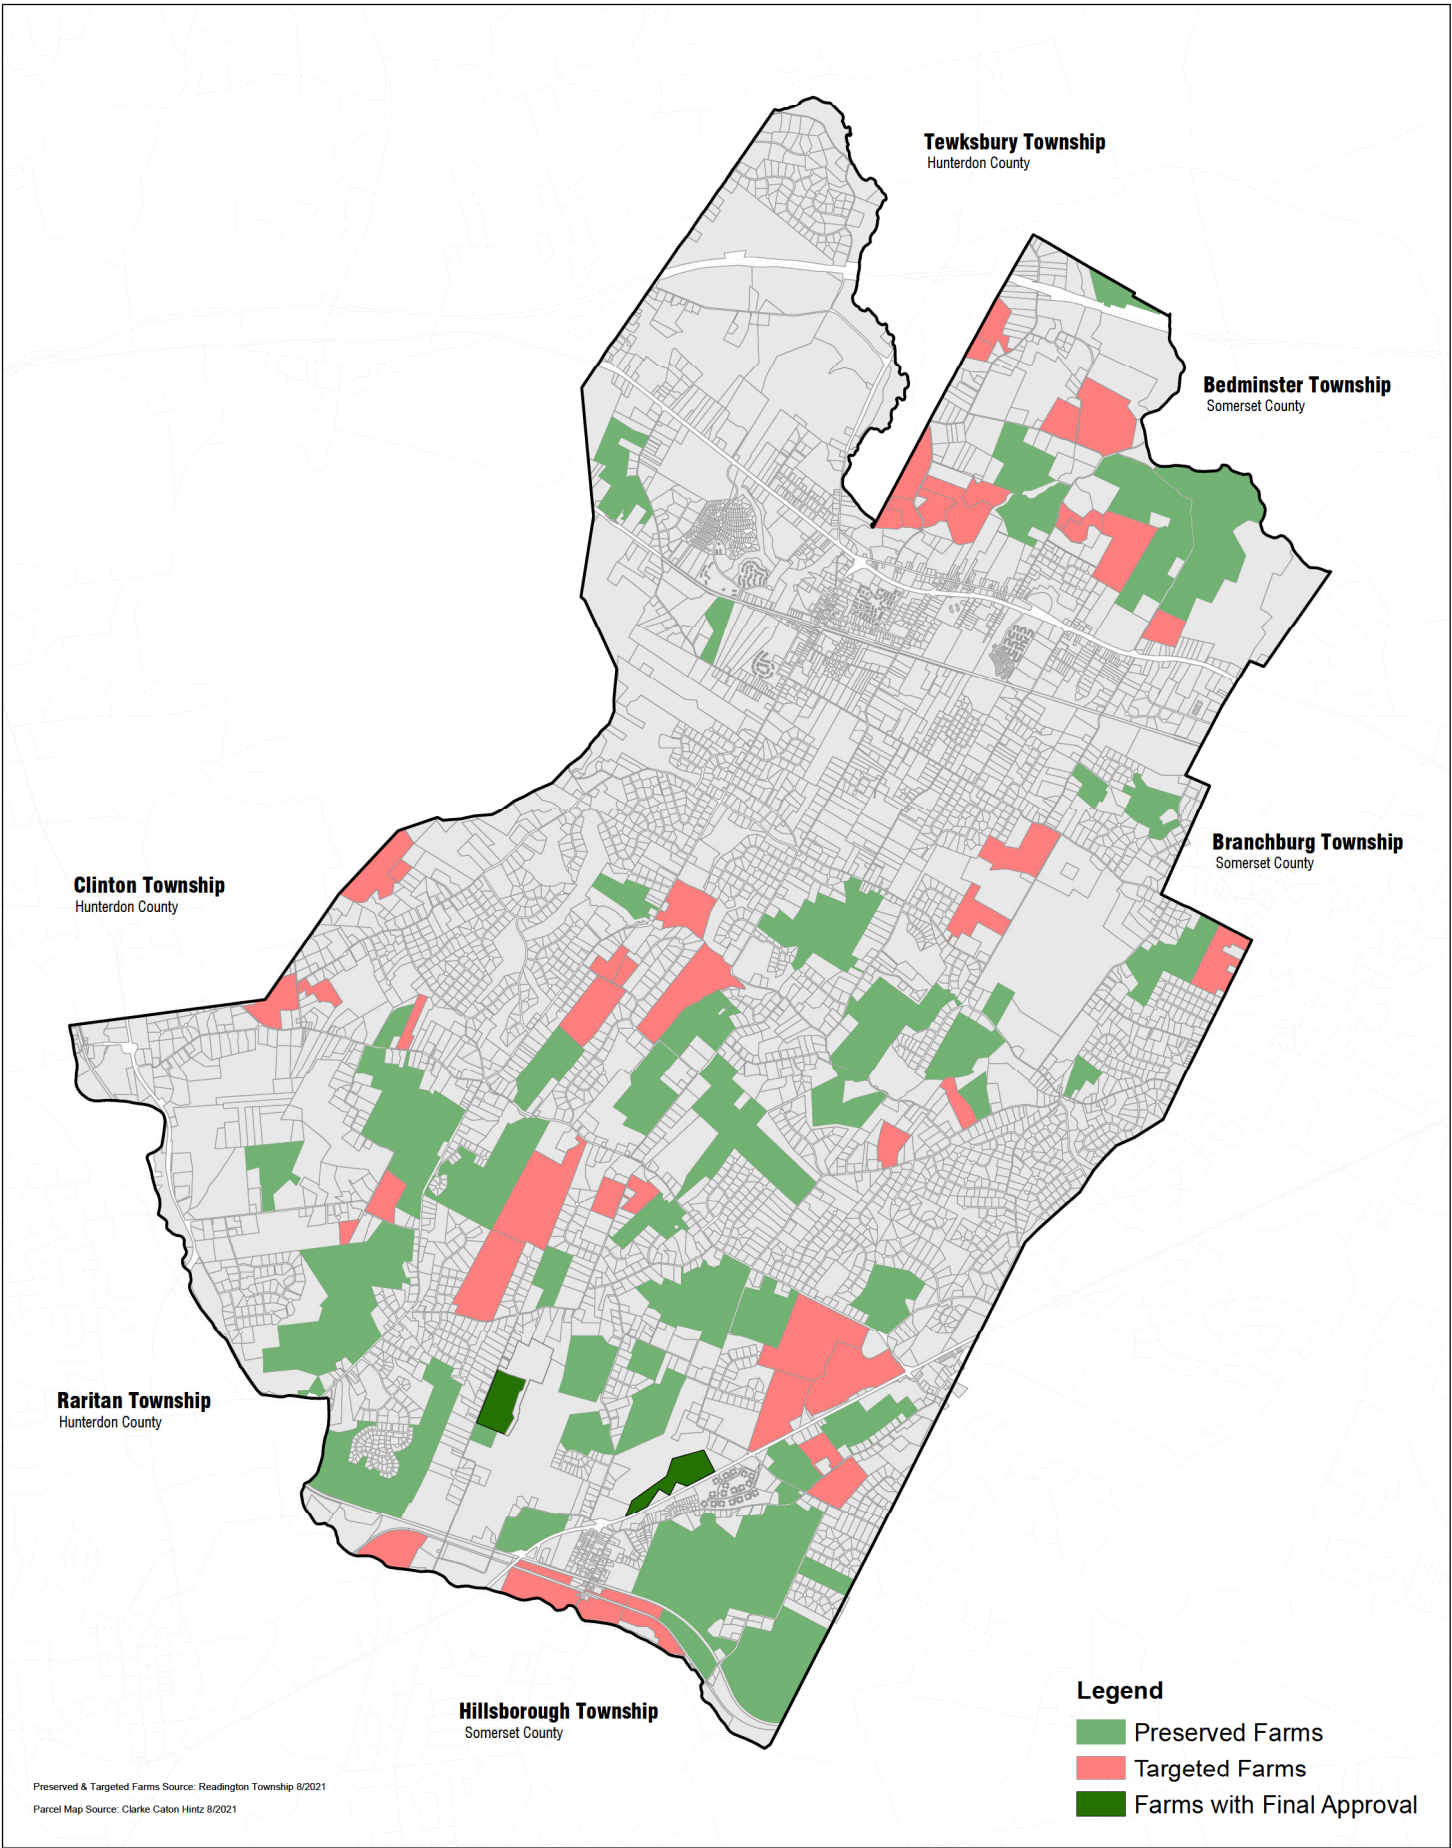 Tewksbury Township
Hunterdon County
Bedminster Township
Somerset County
Branchburg Township
Somerset County
Clinton Township
Hunterdon County
Raritan Township
Hunterdon County
Hillsborough Township
Somerset County
Legend
Preserved Farms
Targeted Farms
Farms with Final Approval
Preserved & Targeted Farms Source: Readington Township 8/2021
Parcel Map Source: Clarke Caton Hintz 8/2021